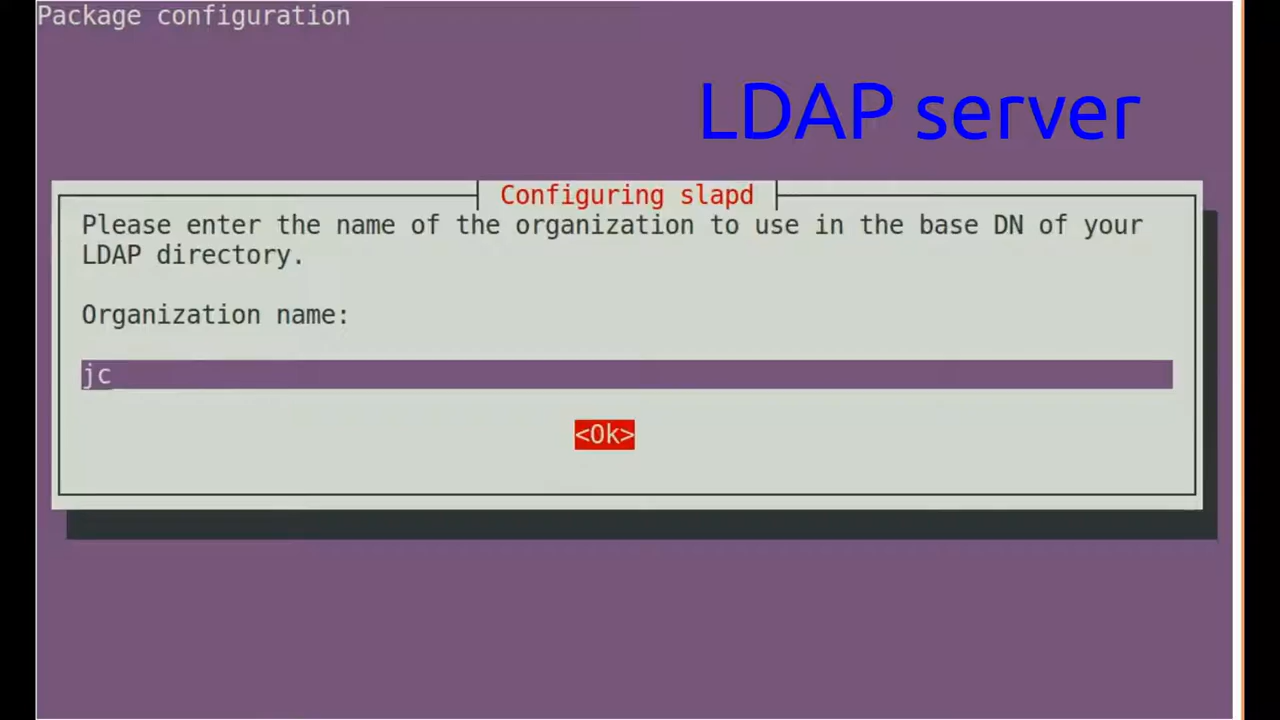 Package configuration
LDAP server
Configuring slapd
Please enter the name of the organization to use in the base DN of your
LDAP directory.
Organization name:
jc
<Ok>